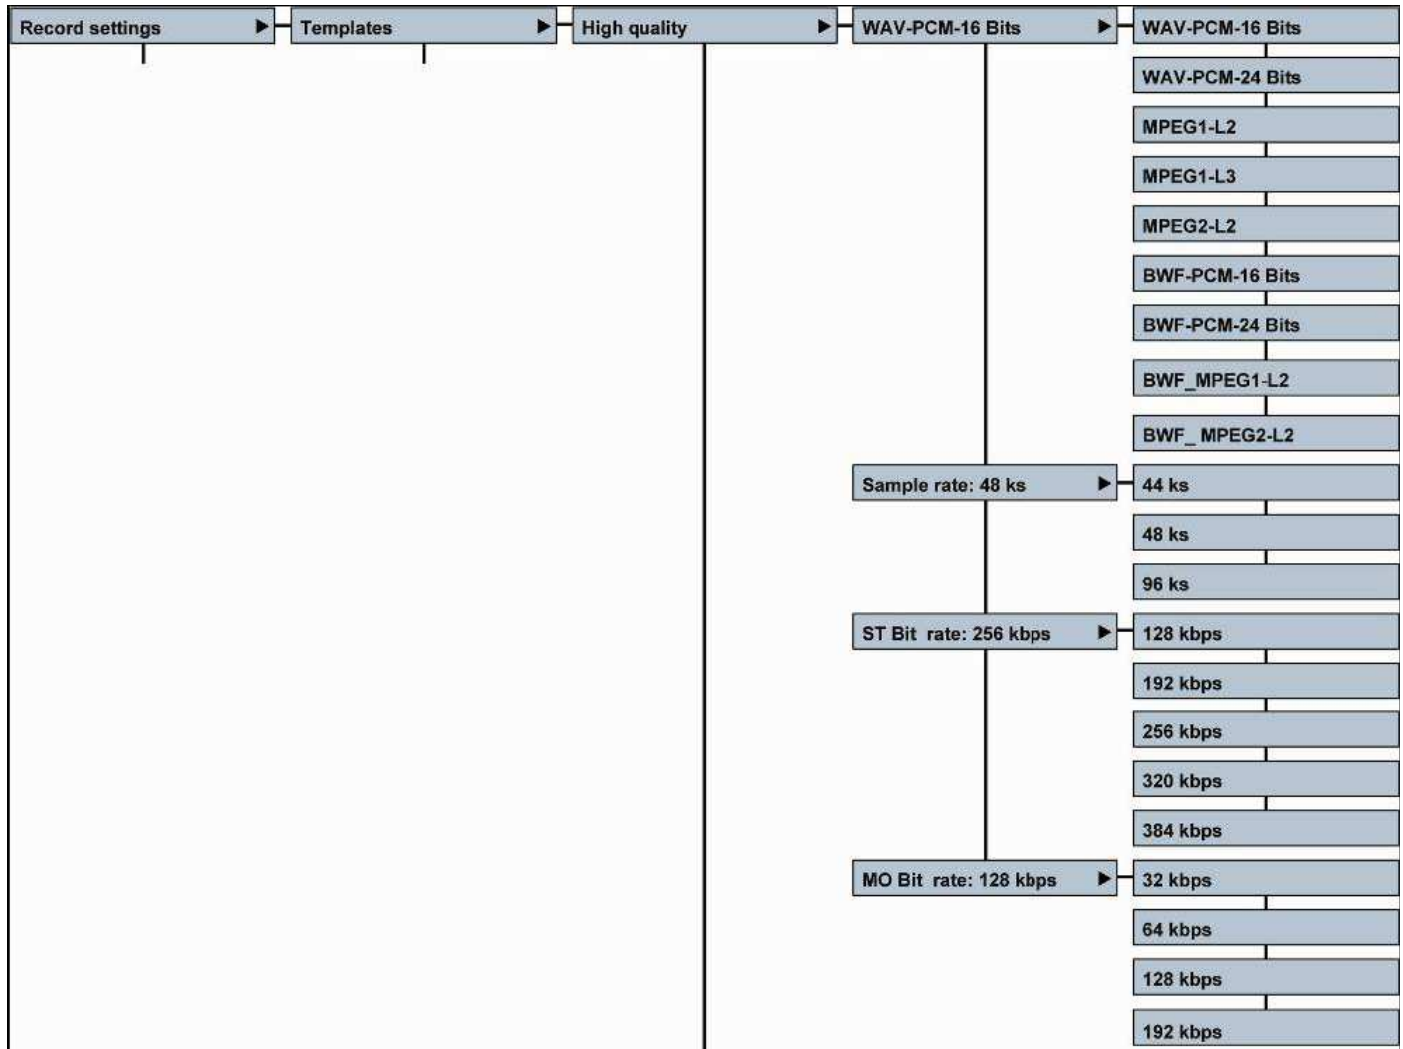 Record settings
Templates
High quality
WAV-PCM-16 Bits
WAV-PCM-16 Bits
WAV-PCM-24 Bits
MPEG1-L2
MPEG1-L3
MPEG2-L2
BWF-PCM-16 Bits
BWF-PCM-24 Bits
BWF_MPEG1-L2
BWF_ MPEG2-L2
Sample rate: 48 ks
44 ks
48 ks
96 ks
ST Bit rate: 256 kbps
128 kbps
192 kbps
256 kbps
320 kbps
384 kbps
MO Bit rate: 128 kbps
32 kbps
64 kbps
128 kbps
192 kbps